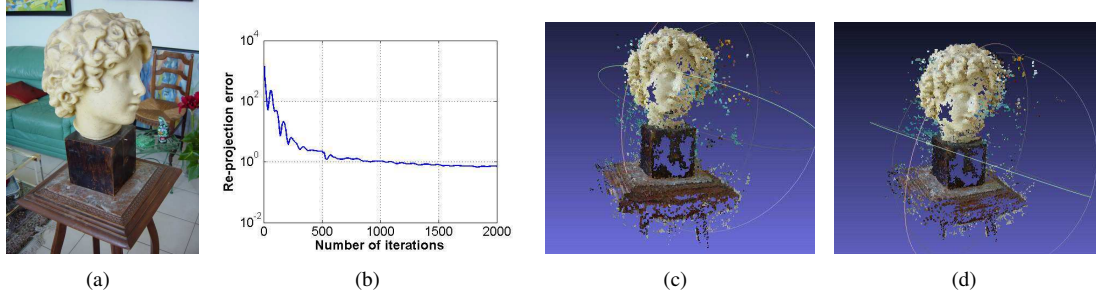 10^4
10^2
10^0
10^-2
Re-projection error
0 500 1000 1500 2000
Number of iterations
(a) (b) (c) (d)